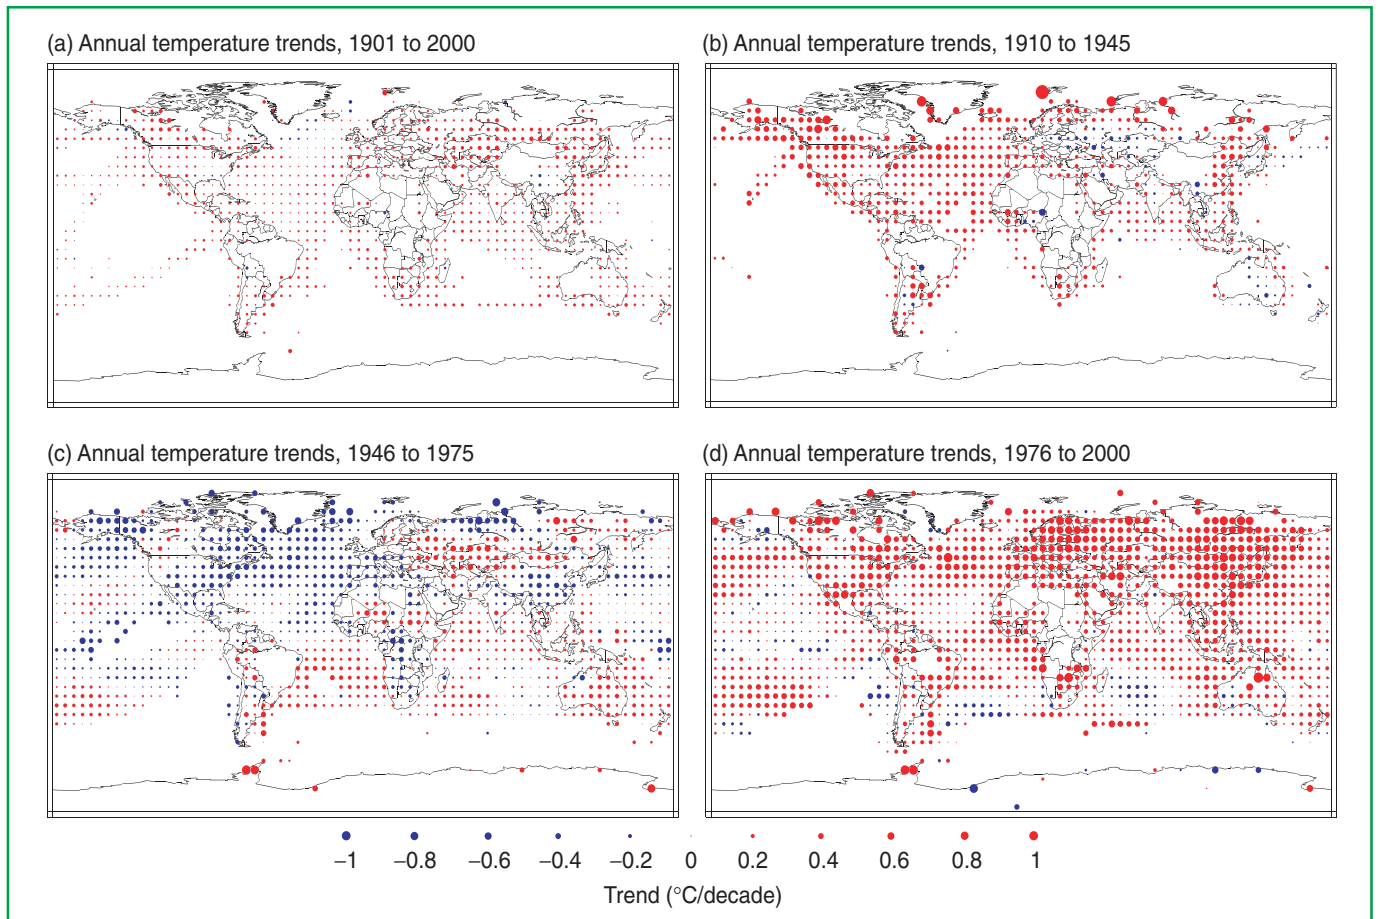 (a) Annual temperature trends, 1901 to 2000
(b) Annual temperature trends, 1910 to 1945
(c) Annual temperature trends, 1946 to 1975
(d) Annual temperature trends, 1976 to 2000
−1 −0.8 −0.6 −0.4 −0.2 0 0.2 0.4 0.6 0.8 1
Trend (°C/decade)